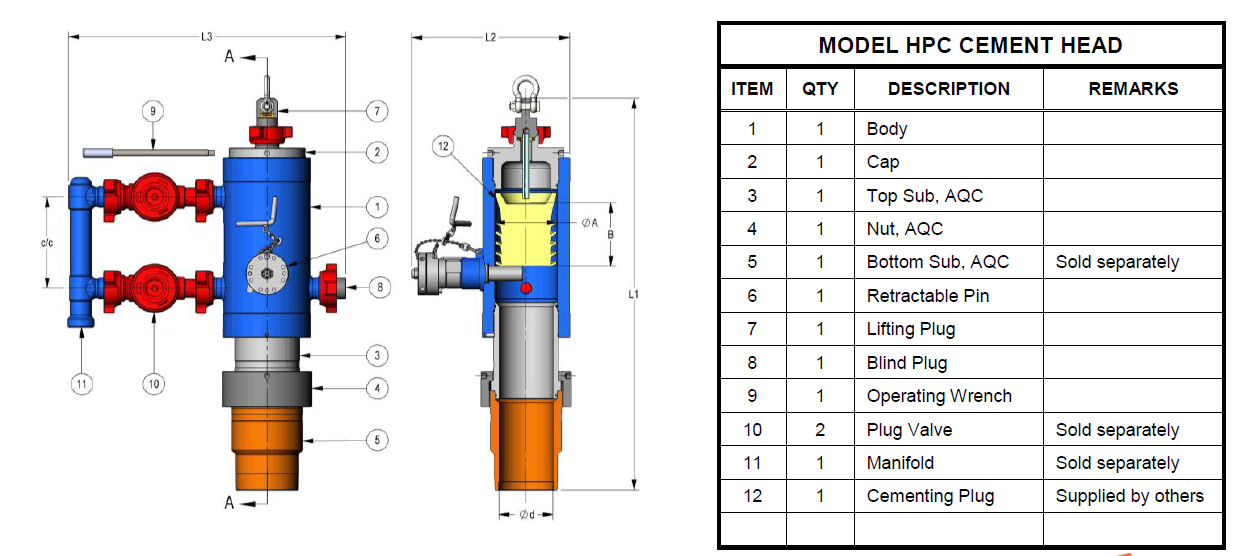 L3
A
7
9
2
1
c/c
6
8
3
11
10
4
5
A
L2
12
ØA
B
L1
Ød
MODEL HPC CEMENT HEAD
ITEM QTY DESCRIPTION REMARKS
1 1 Body
2 1 Cap
3 1 Top Sub, AQC
4 1 Nut, AQC
5 1 Bottom Sub, AQC Sold separately
6 1 Retractable Pin
7 1 Lifting Plug
8 1 Blind Plug
9 1 Operating Wrench
10 2 Plug Valve Sold separately
11 1 Manifold Sold separately
12 1 Cementing Plug Supplied by others